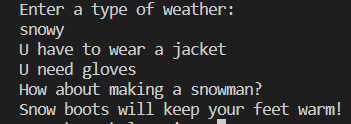 Enter a type of weather:
snowy
U have to wear a jacket
U need gloves
How about making a snowman?
Snow boots will keep your feet warm!